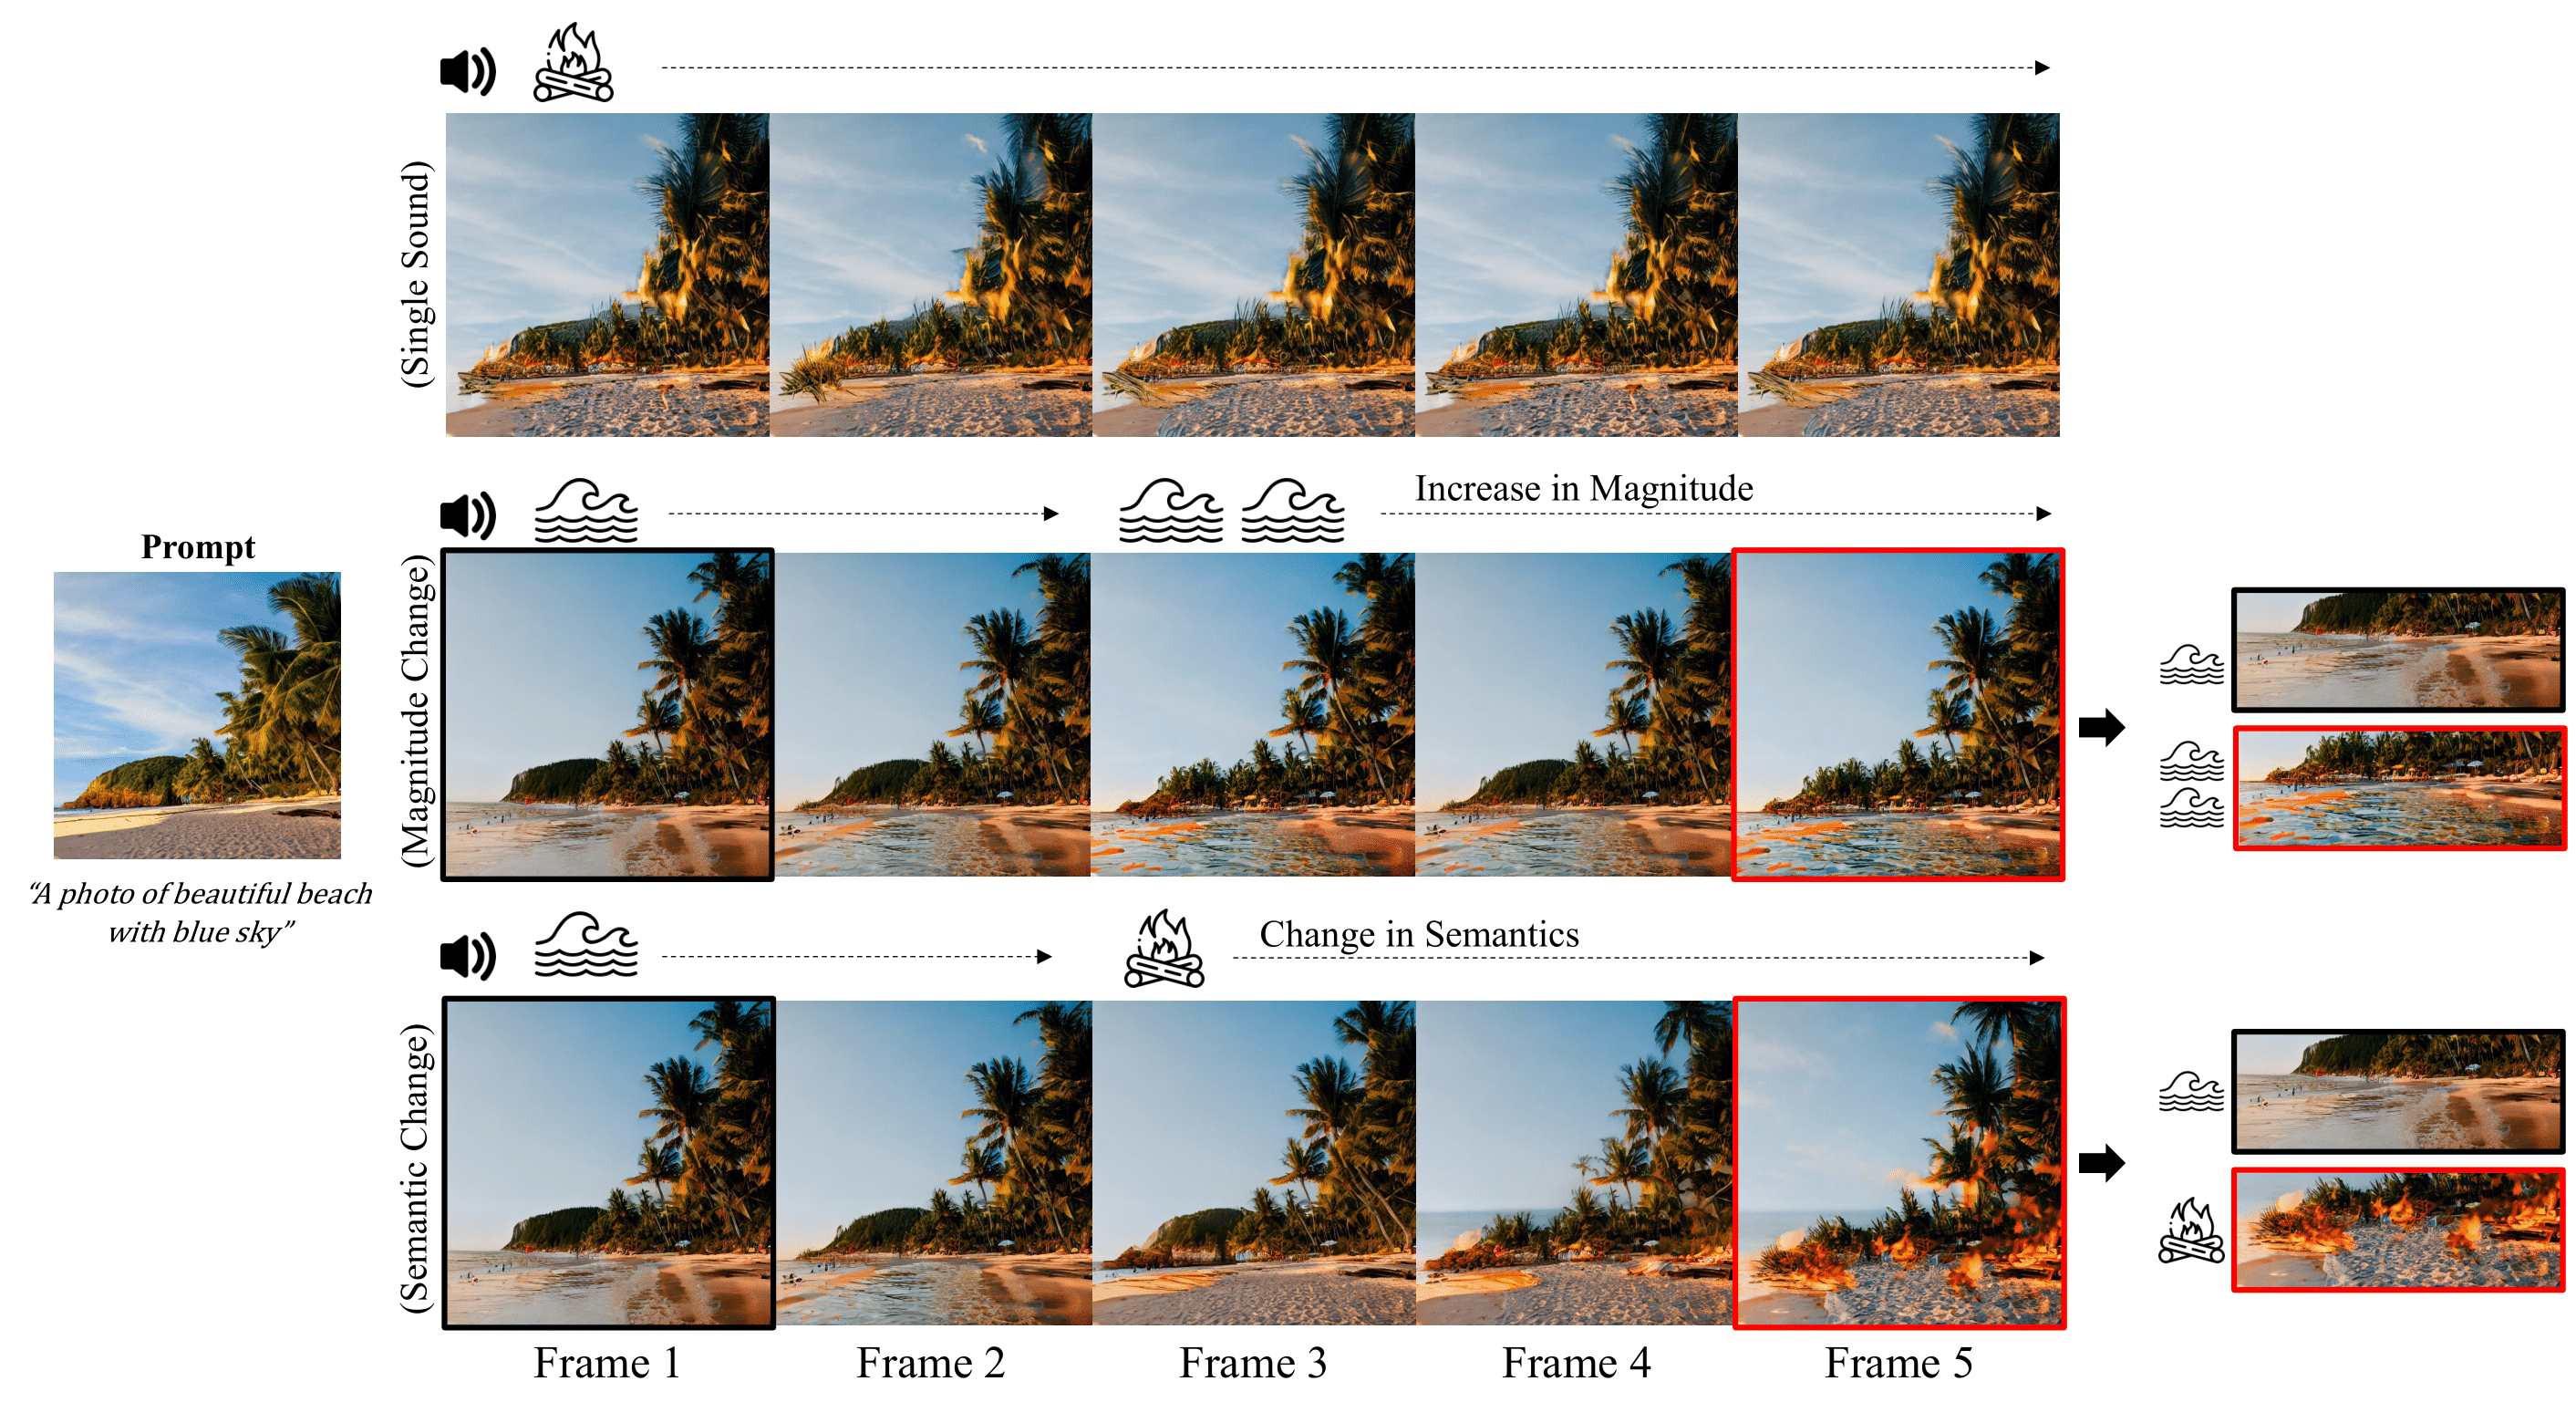 (Single Sound)
Increase in Magnitude
(Magnitude Change)
Prompt
“A photo of beautiful beach
with blue sky”
Change in Semantics
(Semantic Change)
Frame 1
Frame 2
Frame 3
Frame 4
Frame 5